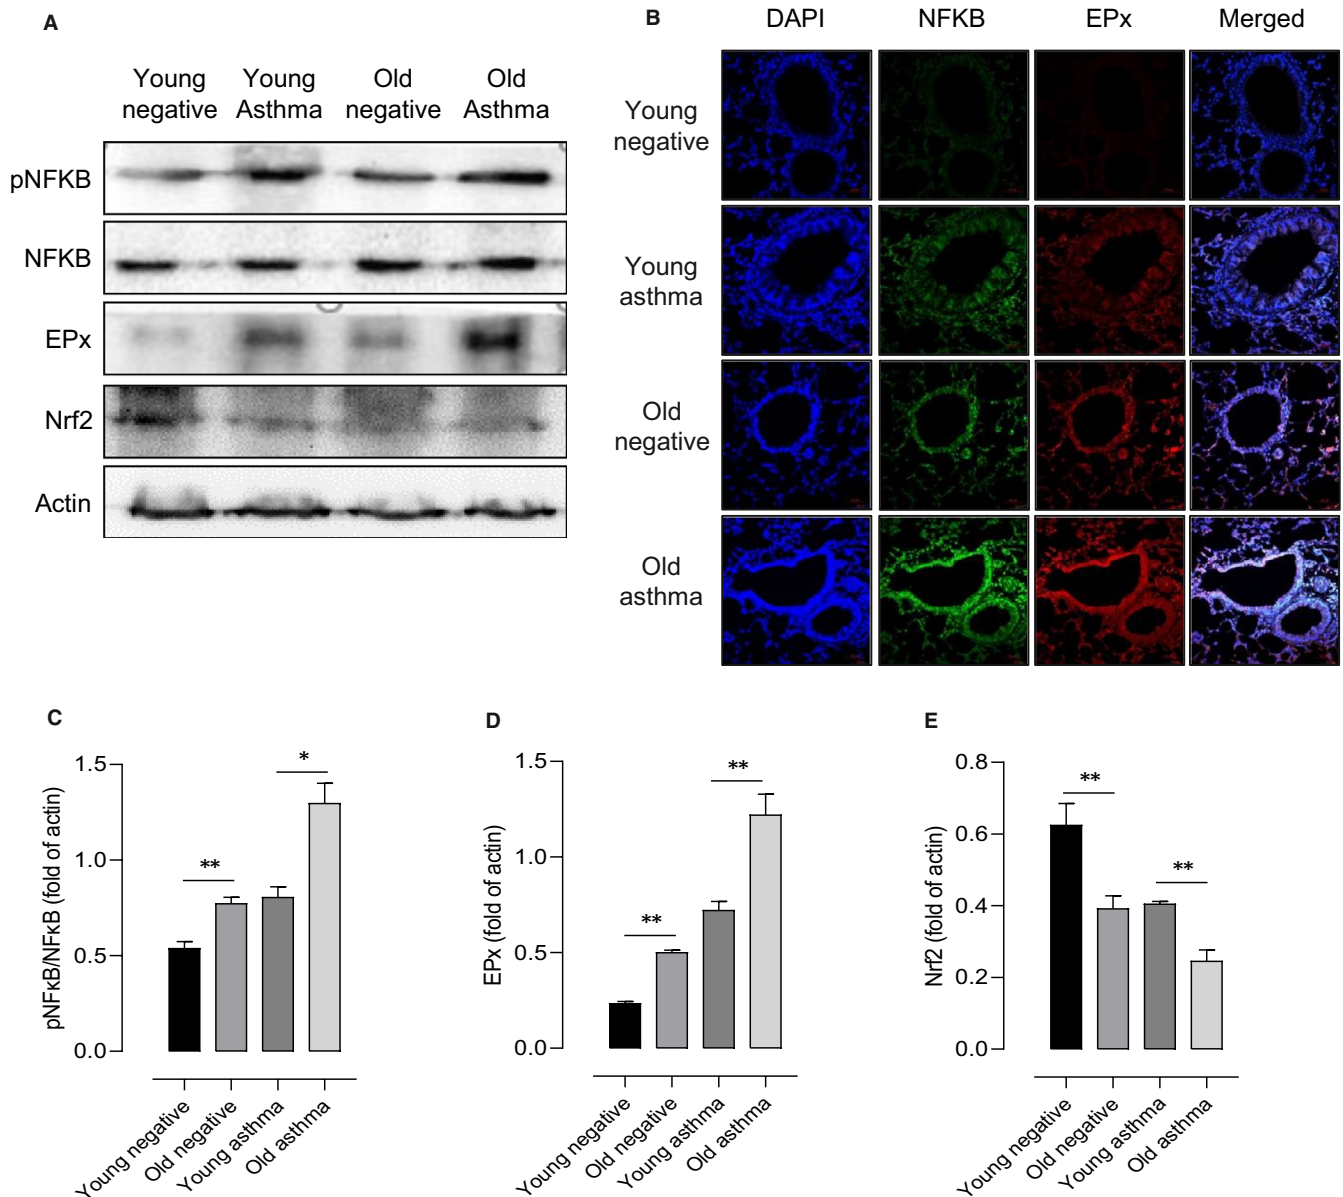 A
Young negative
Young Asthma
Old negative
Old Asthma
pNFKB
NFKB
EPx
Nrf2
Actin
B
DAPI NFKB EPx Merged
Young negative
Young asthma
Old negative
Old asthma
C
pNFκB/NFκB (fold of actin)
1.5
1.0
0.5
0.0
**
*
Young negative
Old negative
Young asthma
Old asthma
D
EPx (fold of actin)
1.5
1.0
0.5
0.0
**
**
Young negative
Old negative
Young asthma
Old asthma
E
Nrf2 (fold of actin)
0.8
0.6
0.4
0.2
0.0
**
**
Young negative
Old negative
Young asthma
Old asthma